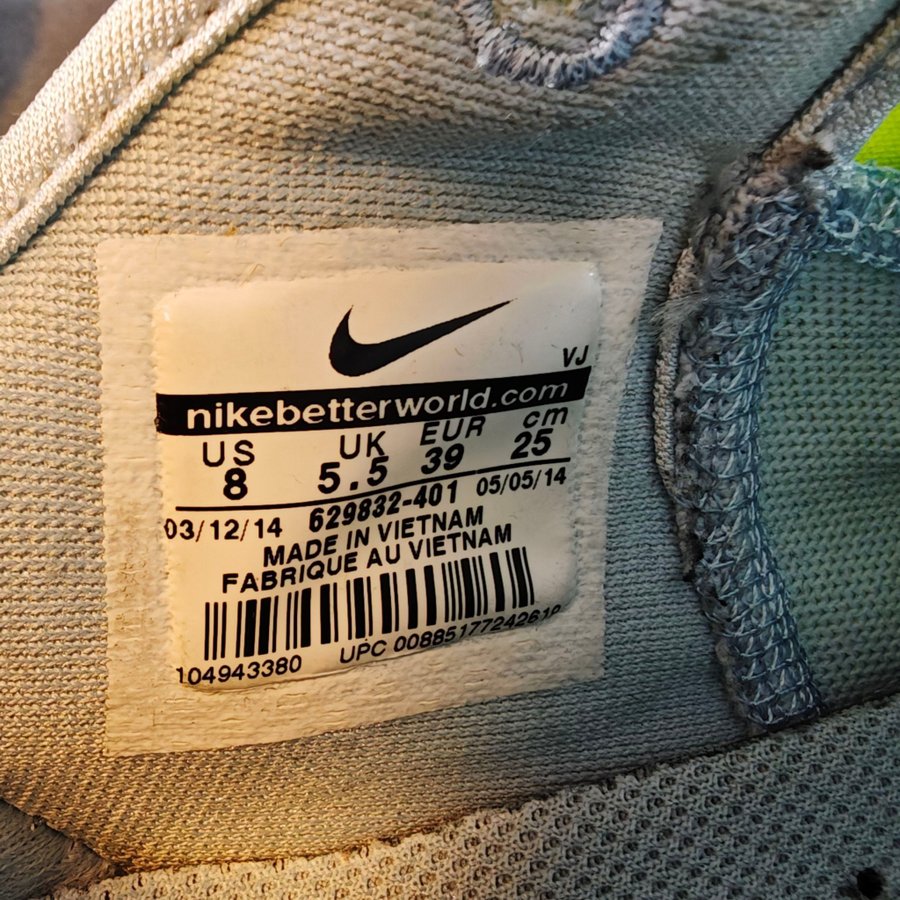 VJ
nikebetterworld.com
US UK EUR cm
8 5.5 39 25
03/12/14 629832-401 05/05/14
MADE IN VIETNAM
FABRIQUE AU VIETNAM
104943380 UPC 00885177242618